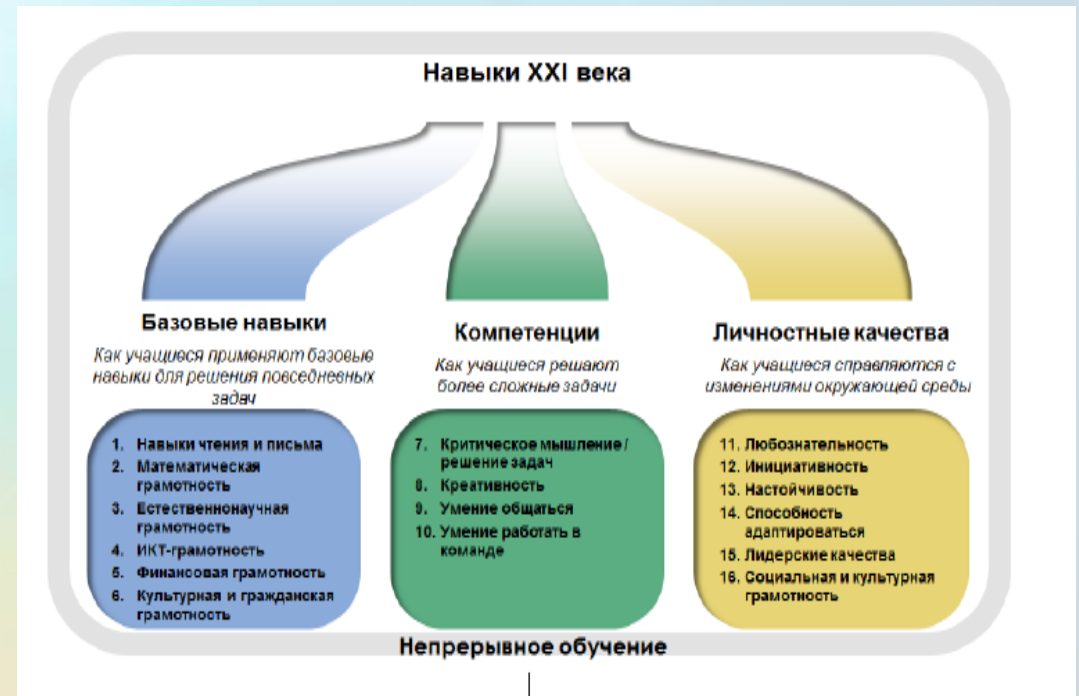 Навыки XXI века
Базовые навыки
Как учащиеся применяют базовые
навыки для решения повседневных
задач
1. Навыки чтения и письма
2. Математическая
грамотность
3. Естественнонаучная
грамотность
4. ИКТ-грамотность
5. Финансовая грамотность
6. Культурная и гражданская
грамотность
Компетенции
Как учащиеся решают
более сложные задачи
7. Критическое мышление /
решение задач
8. Креативность
9. Умение общаться
10. Умение работать в
команде
Личностные качества
Как учащиеся справляются с
изменениями окружающей среды
11. Любознательность
12. Инициативность
13. Настойчивость
14. Способность
адаптироваться
15. Лидерские качества
16. Социальная и культурная
грамотность
Непрерывное обучение